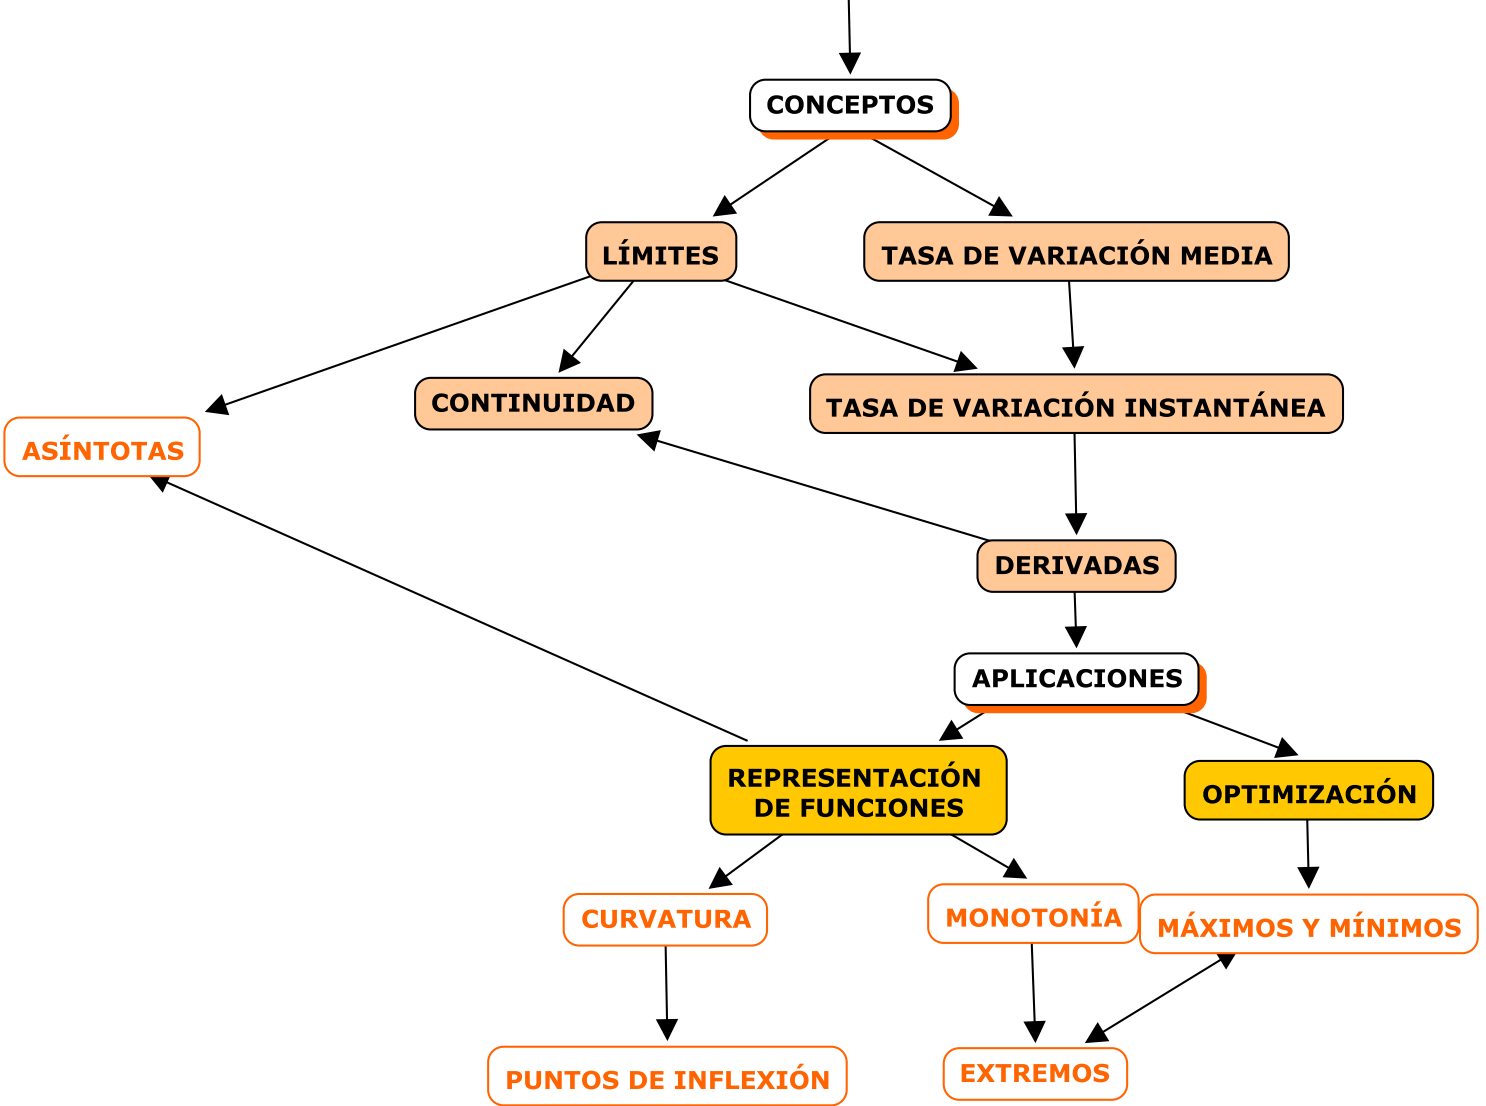 CONCEPTOS
LÍMITES
TASA DE VARIACIÓN MEDIA
CONTINUIDAD
TASA DE VARIACIÓN INSTANTÁNEA
ASÍNTOTAS
DERIVADAS
APLICACIONES
REPRESENTACIÓN
DE FUNCIONES
OPTIMIZACIÓN
CURVATURA
MONOTONÍA
MÁXIMOS Y MÍNIMOS
PUNTOS DE INFLEXIÓN
EXTREMOS